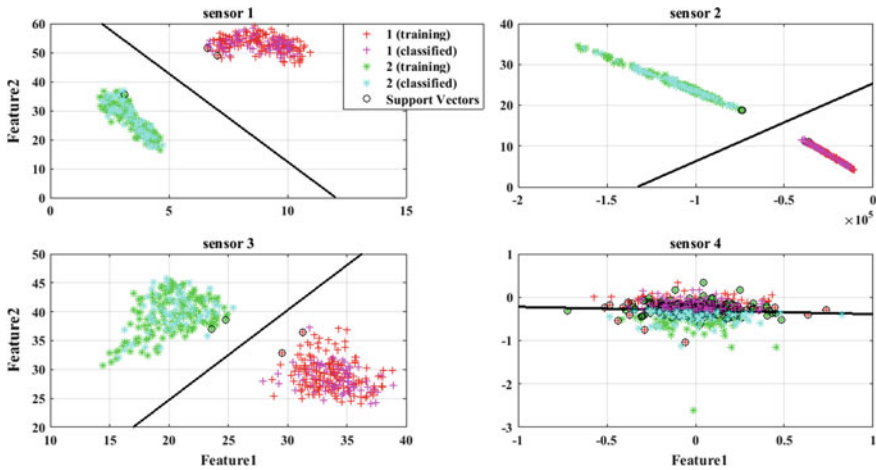 sensor 1
Feature2
60
50
40
30
20
10
0
0 5 10 15
1 (training)
1 (classified)
2 (training)
2 (classified)
Support Vectors
sensor 2
40
30
20
10
0
-2 -1.5 -1 -0.5 0
×10⁵
sensor 3
Feature2
50
45
40
35
30
25
20
10 15 20 25 30 35 40
Feature1
sensor 4
1
0
-1
-2
-3
-1 -0.5 0 0.5 1
Feature1